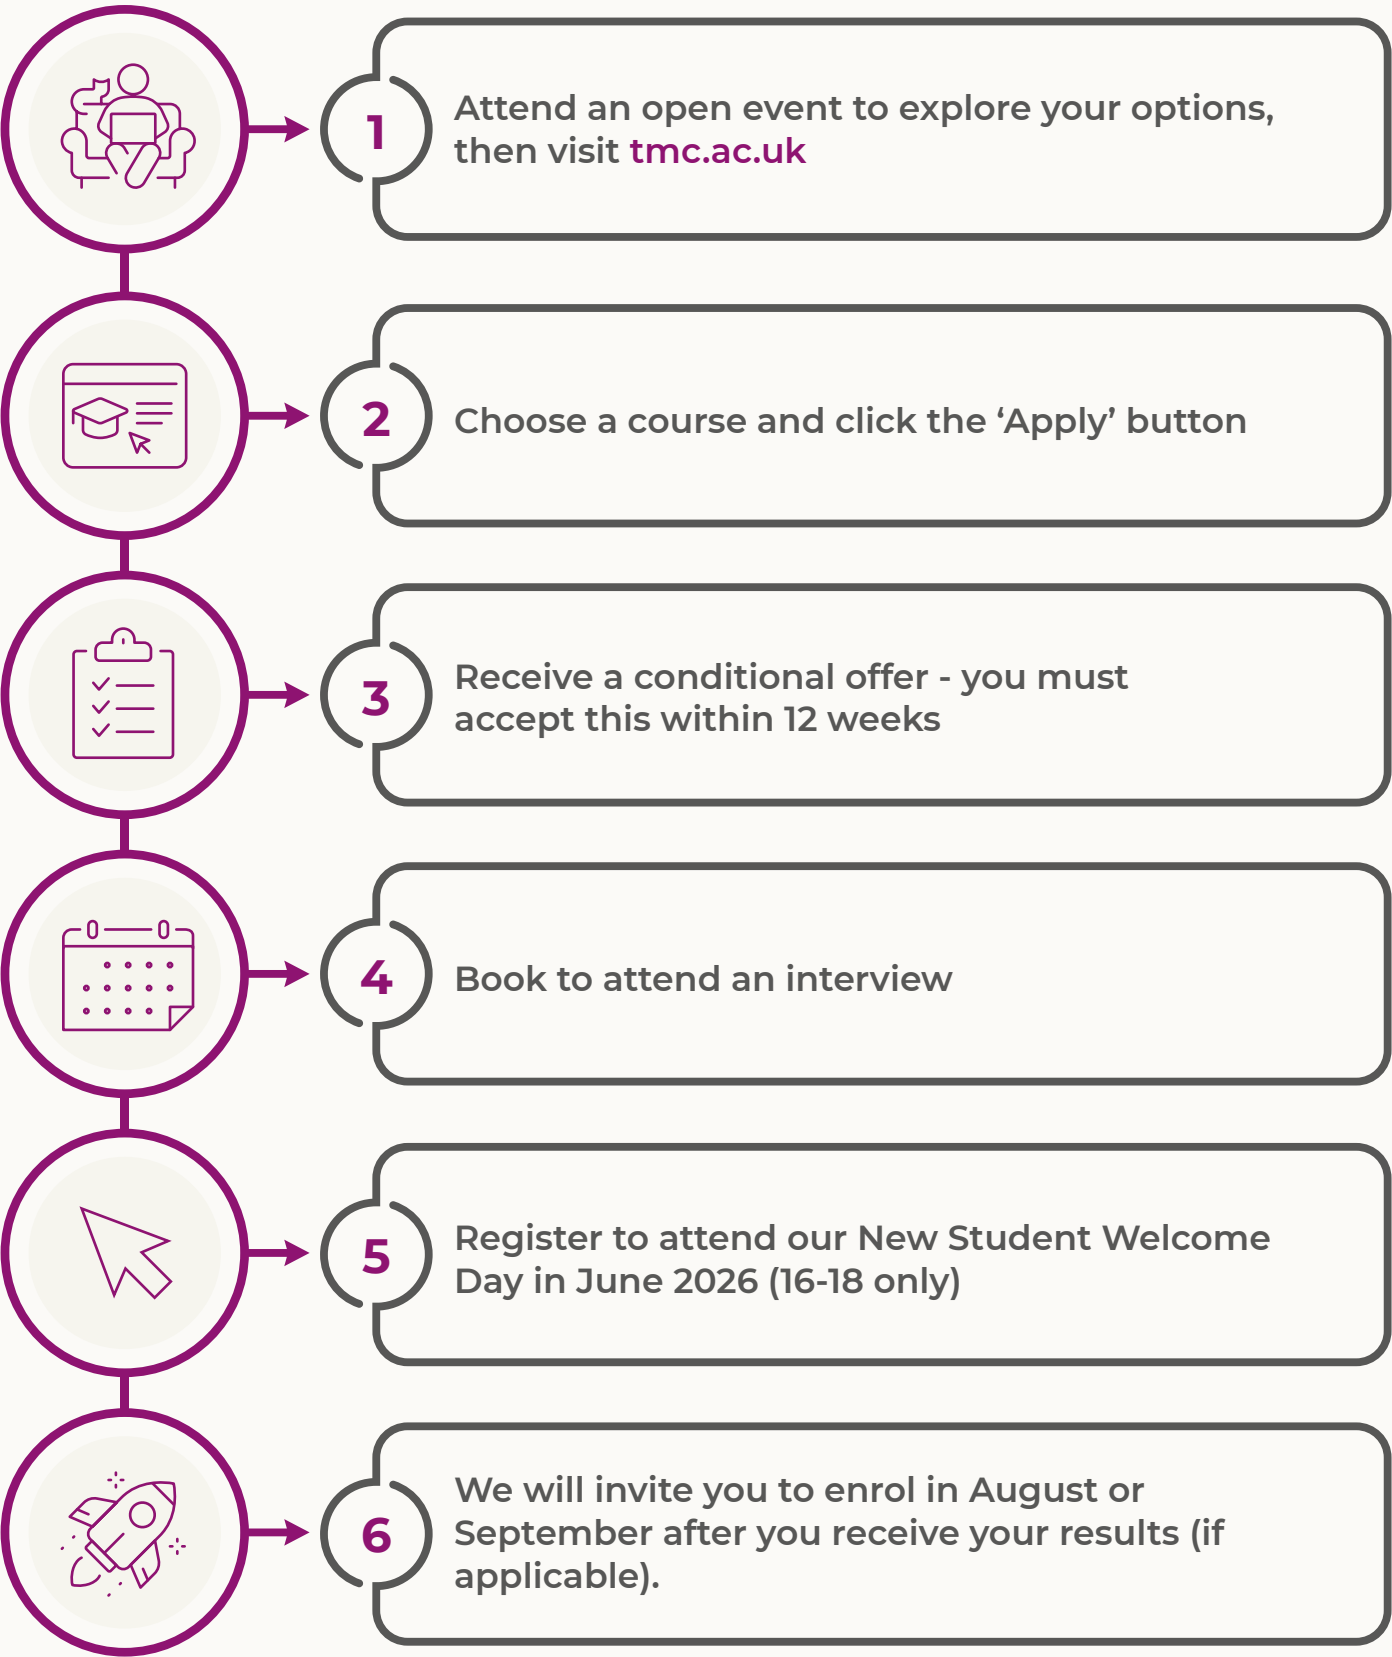 1
Attend an open event to explore your options,
then visit tmc.ac.uk
2
Choose a course and click the ‘Apply’ button
3
Receive a conditional offer - you must
accept this within 12 weeks
4
Book to attend an interview
5
Register to attend our New Student Welcome
Day in June 2026 (16-18 only)
6
We will invite you to enrol in August or
September after you receive your results (if
applicable).